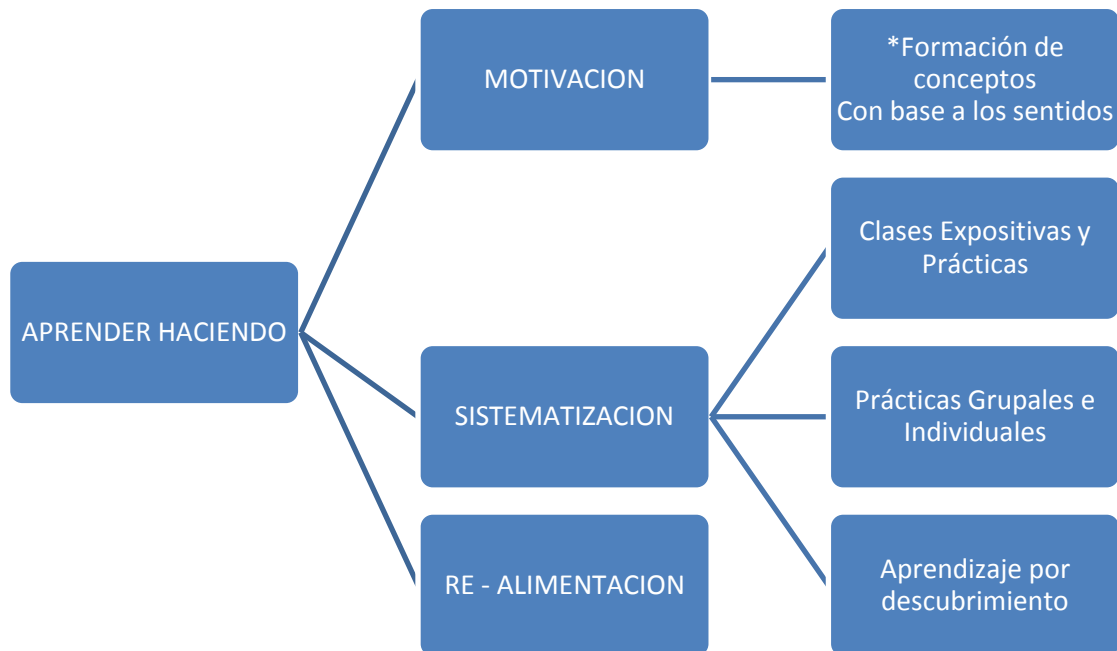 APRENDER HACIENDO
MOTIVACION
*Formación de
conceptos
Con base a los sentidos
SISTEMATIZACION
Clases Expositivas y
Prácticas
Prácticas Grupales e
Individuales
Aprendizaje por
descubrimiento
RE - ALIMENTACION